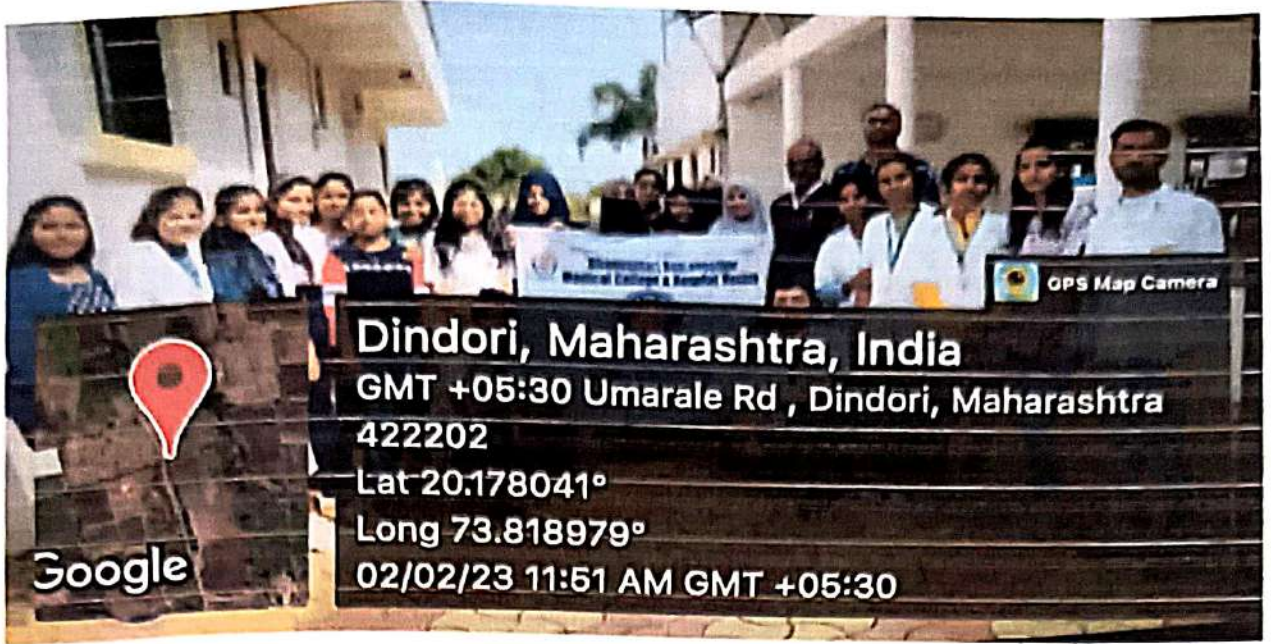 Medical College & Hospital
GPS Map Camera
Dindori, Maharashtra, India
GMT +05:30 Umarale Rd , Dindori, Maharashtra
422202
Lat 20.178041°
Long 73.818979°
02/02/23 11:51 AM GMT +05:30
Google